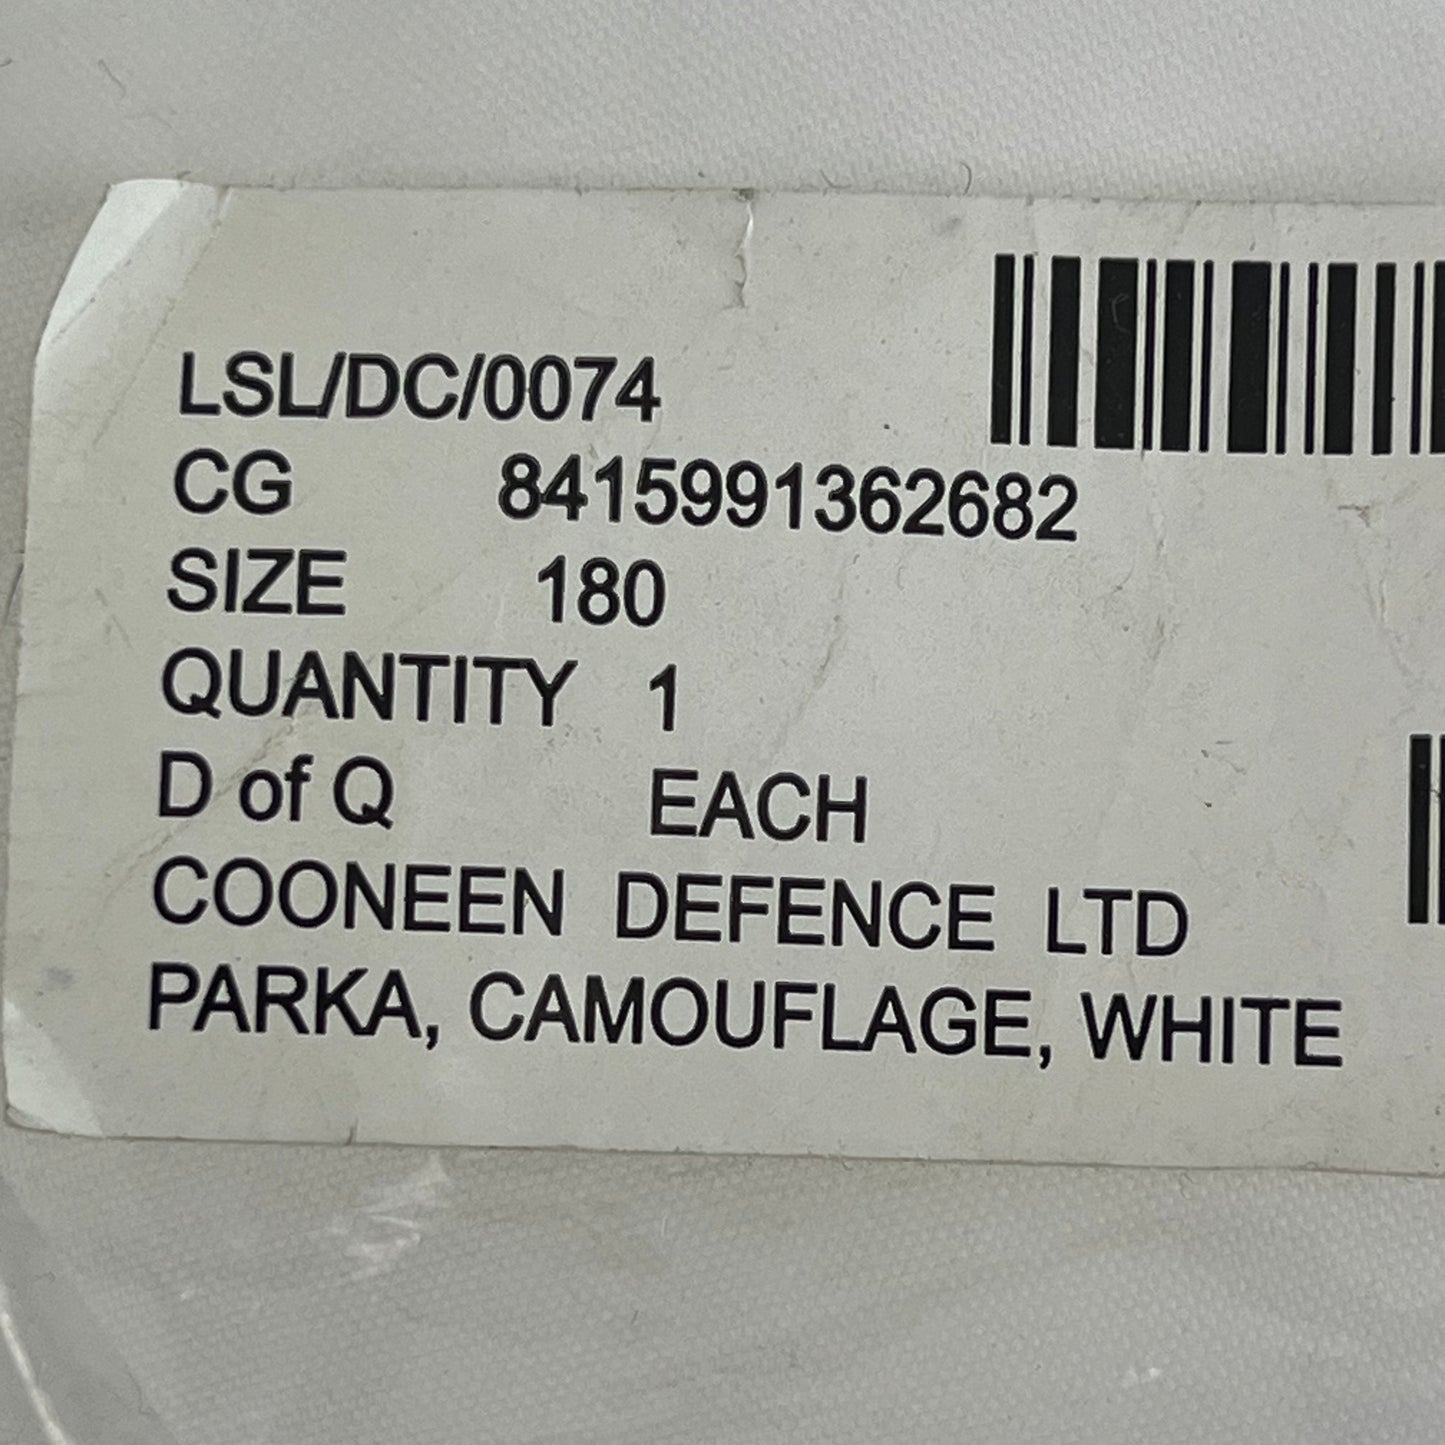 LSL/DC/0074
CG 8415991362682
SIZE 180
QUANTITY 1
D of Q EACH
COONEEN DEFENCE LTD
PARKA, CAMOUFLAGE, WHITE